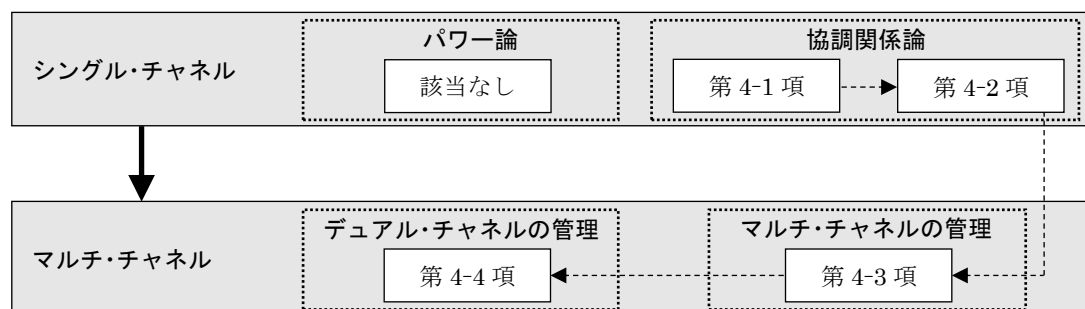 パワー論
協調関係論
シングル・チャネル
該当なし
第 4-1 項
第 4-2 項
デュアル・チャネルの管理
マルチ・チャネルの管理
マルチ・チャネル
第 4-4 項
第 4-3 項